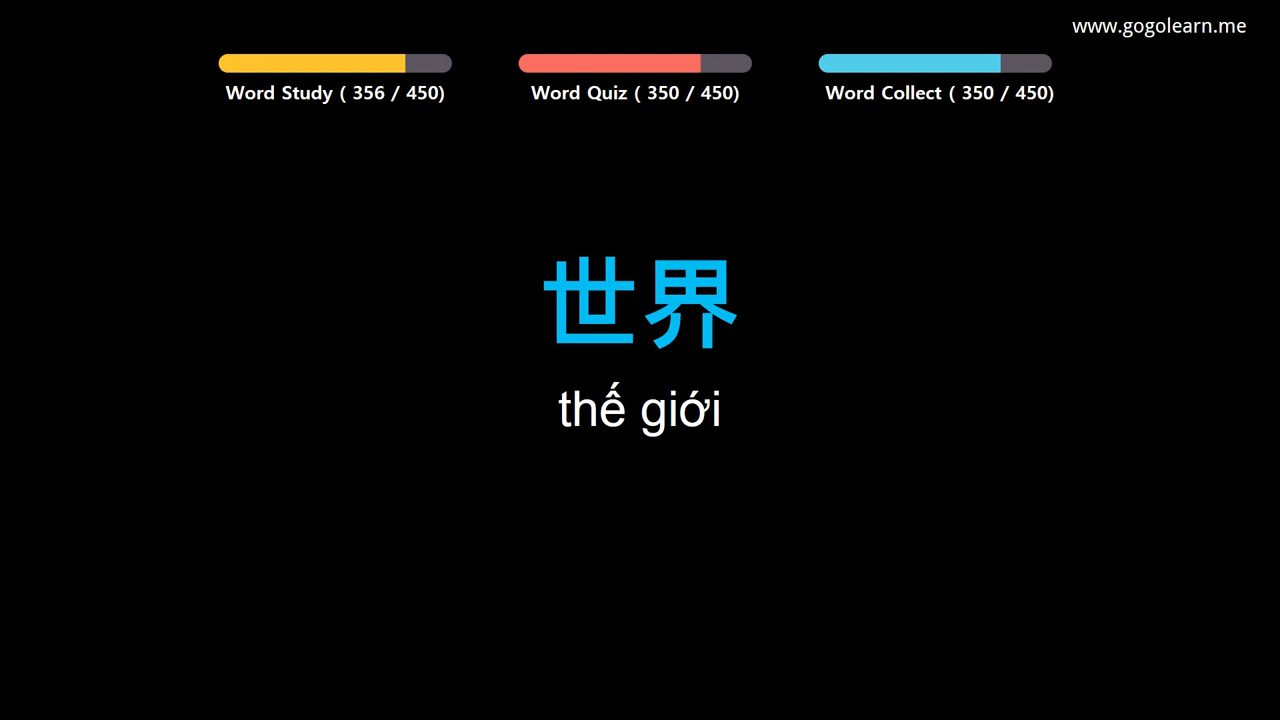 www.gogolearn.me
Word Study ( 356 / 450)
Word Quiz ( 350 / 450)
Word Collect ( 350 / 450)
世界
thế giới